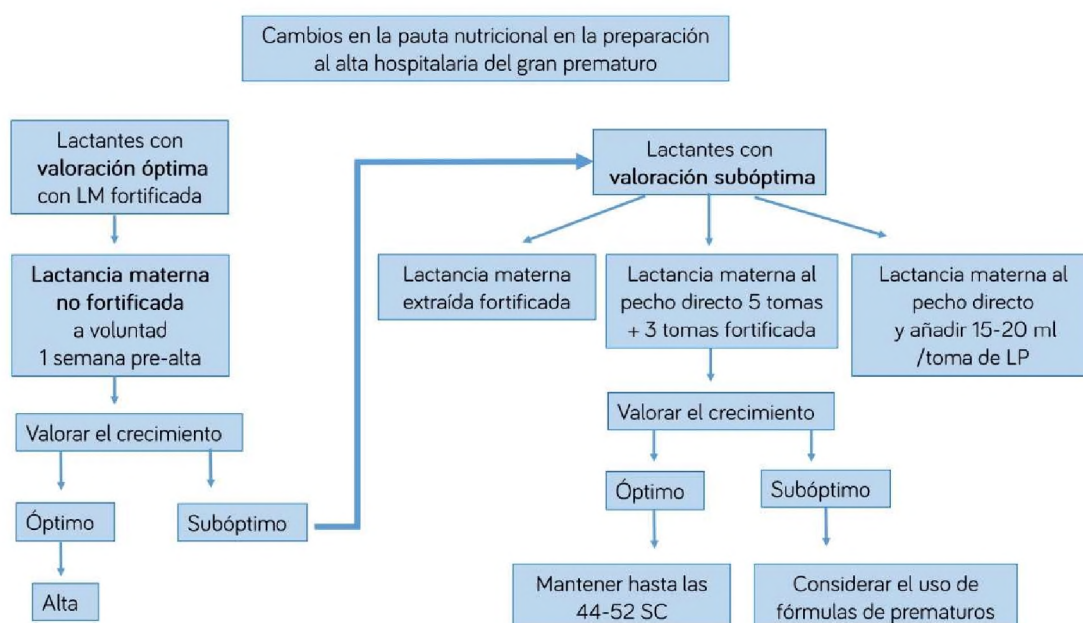 Cambios en la pauta nutricional en la preparación
al alta hospitalaria del gran prematuro
Lactantes con
valoración óptima
con LM fortificada
Lactancia materna
no fortificada
a voluntad
1 semana pre-alta
Valorar el crecimiento
Óptimo
Subóptimo
Alta
Lactantes con
valoración subóptima
Lactancia materna
extraída fortificada
Lactancia materna al
pecho directo 5 tomas
+ 3 tomas fortificada
Lactancia materna al
pecho directo
y añadir 15-20 ml
/toma de LP
Valorar el crecimiento
Óptimo
Subóptimo
Mantener hasta las
44-52 SC
Considerar el uso de
fórmulas de prematuros